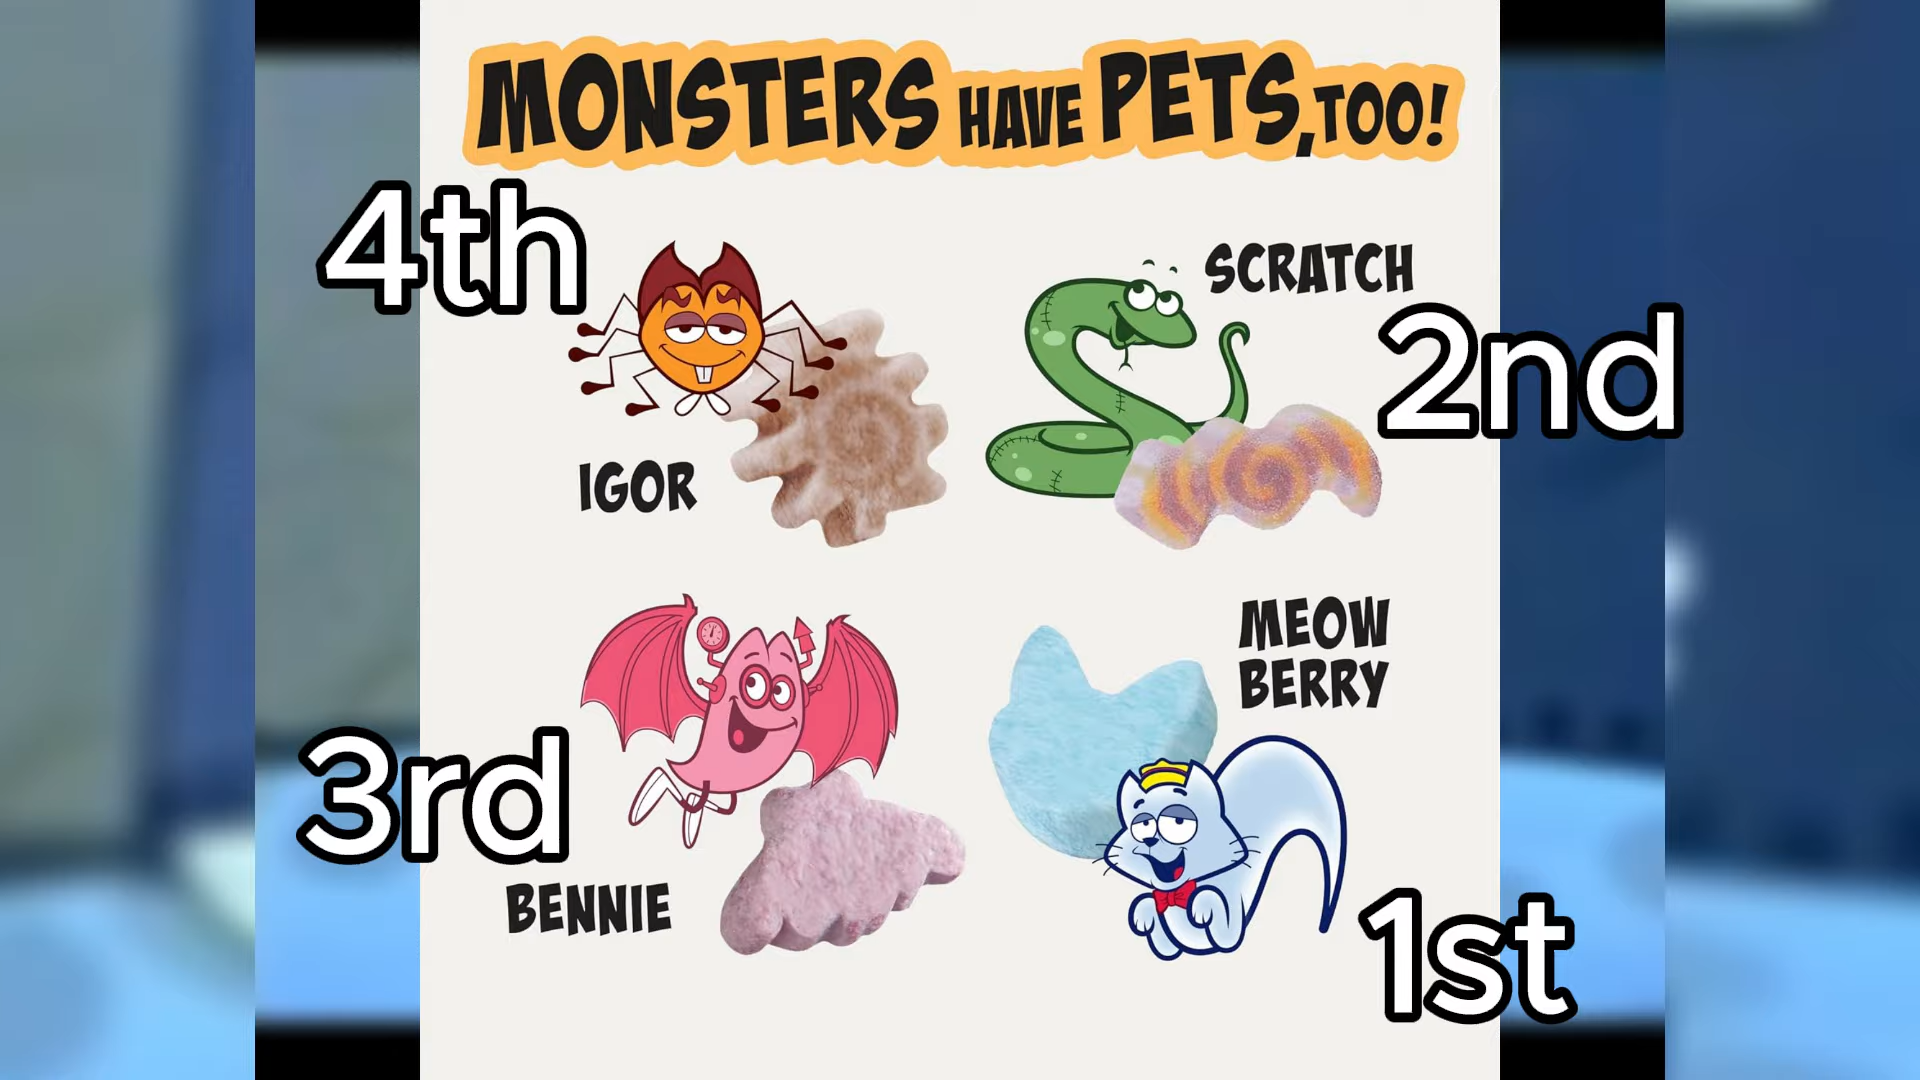 MONSTERS HAVE PETS, TOO!
4th
SCRATCH
2nd
IGOR
MEOW
BERRY
3rd
BENNIE
1st